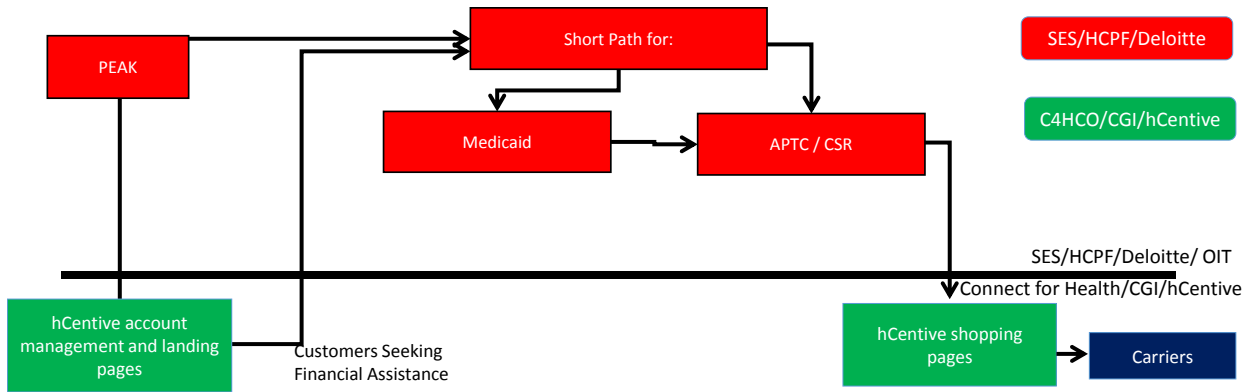 PEAK
Short Path for:
SES/HCPF/Deloitte
C4HCO/CGI/hCentive
Medicaid
APTC / CSR
SES/HCPF/Deloitte/ OIT
Connect for Health/CGI/hCentive
hCentive account
management and landing
pages
Customers Seeking
Financial Assistance
hCentive shopping
pages
Carriers